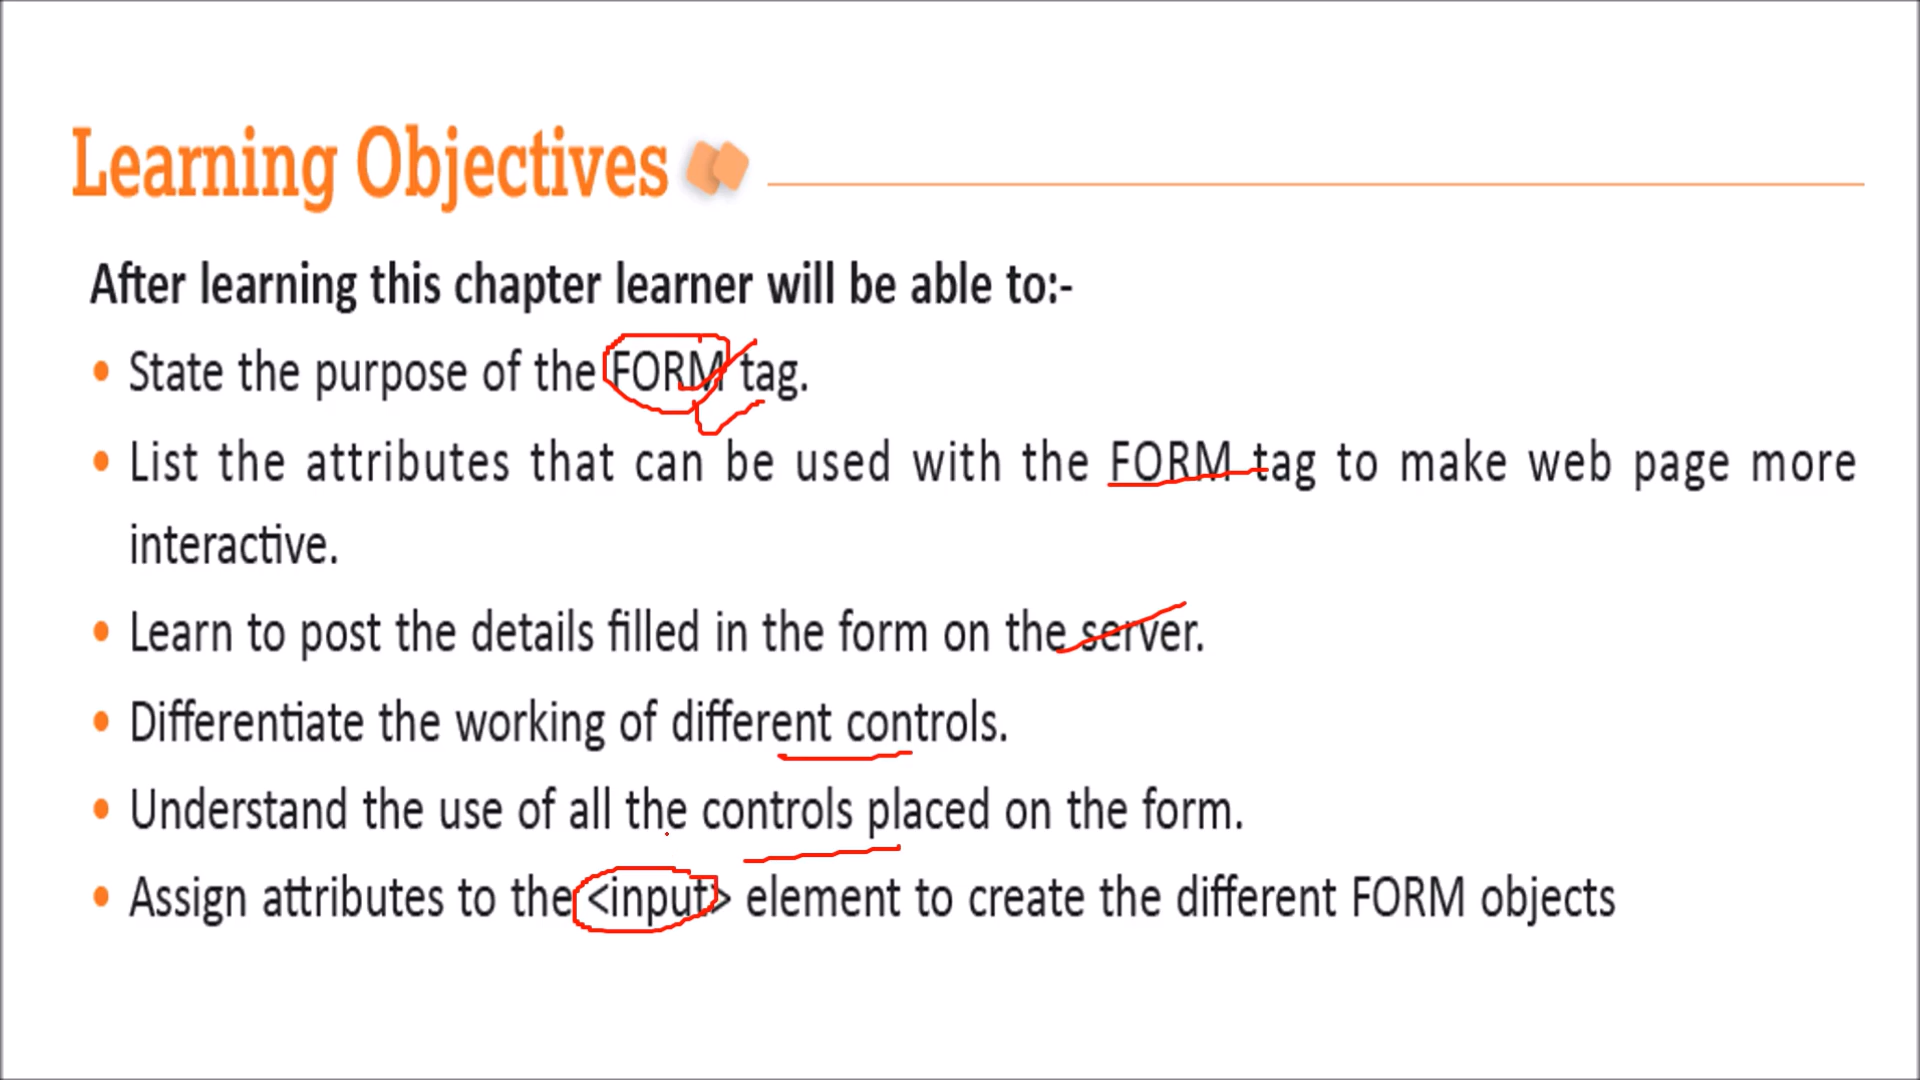 Learning Objectives
After learning this chapter learner will be able to:-
• State the purpose of the FORM tag.
• List the attributes that can be used with the FORM tag to make web page more
interactive.
• Learn to post the details filled in the form on the server.
• Differentiate the working of different controls.
• Understand the use of all the controls placed on the form.
• Assign attributes to the <input> element to create the different FORM objects